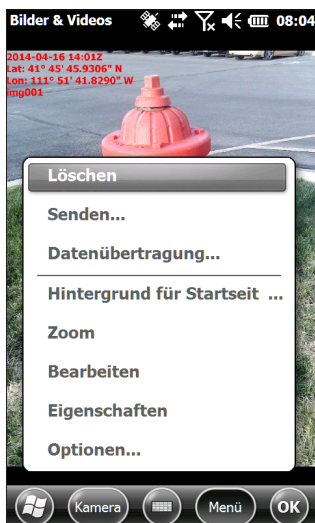 Bilder & Videos 08:04
2014-04-16 14:01Z
Lat: 41° 45' 45.9306" N
Lon: 111° 51' 41.8290" W
img001
Löschen
Senden...
Datenübertragung...
Hintergrund für Startseit ...
Zoom
Bearbeiten
Eigenschaften
Optionen...
Kamera Menü OK